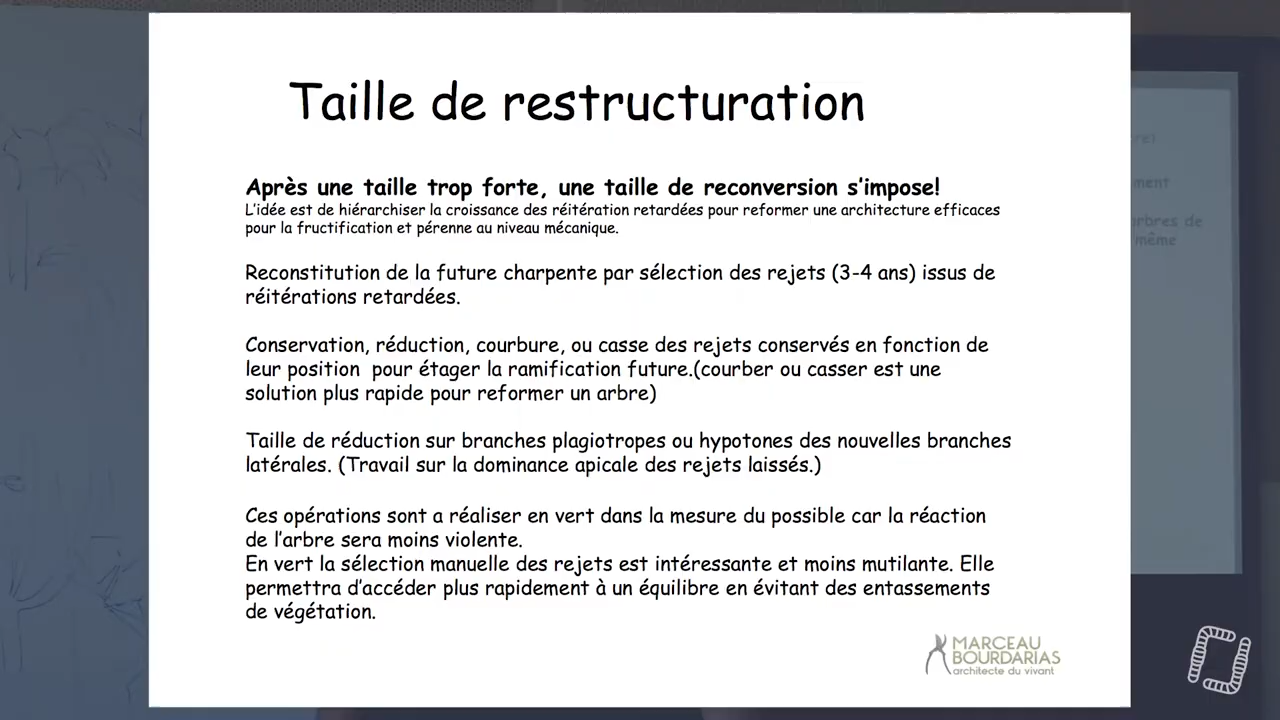 Taille de restructuration
Après une taille trop forte, une taille de reconversion s'impose!
L'idée est de hiérarchiser la croissance des réitération retardées pour reformer une architecture efficaces
pour la fructification et pérenne au niveau mécanique.
Reconstitution de la future charpente par sélection des rejets (3-4 ans) issus de
réitérations retardées.
Conservation, réduction, courbure, ou casse des rejets conservés en fonction de
leur position  pour étager la ramification future.(courber ou casser est une
solution plus rapide pour reformer un arbre)
Taille de réduction sur branches plagiotropes ou hypotones des nouvelles branches
latérales. (Travail sur la dominance apicale des rejets laissés.)
Ces opérations sont a réaliser en vert dans la mesure du possible car la réaction
de l'arbre sera moins violente.
En vert la sélection manuelle des rejets est intéressante et moins mutilante. Elle
permettra d'accéder plus rapidement à un équilibre en évitant des entassements
de végétation.
MARCEAU
BOURDARIAS
architecte du vivant
arbres de
même